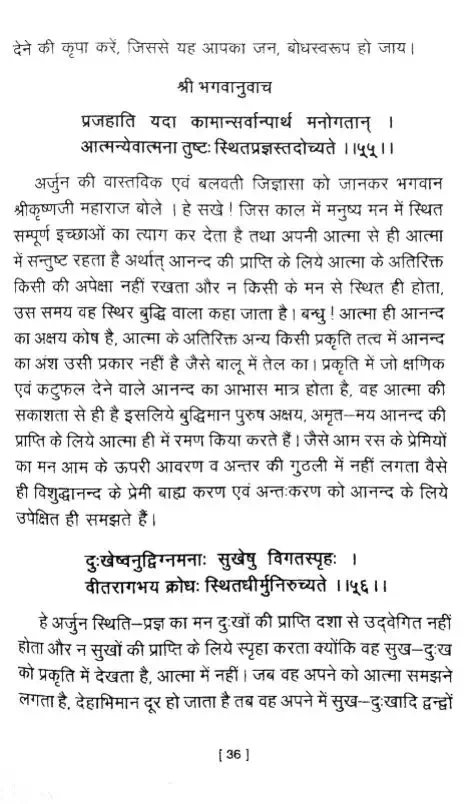 देने की कृपा करें, जिससे यह आपका जन, बोधस्वरूप हो जाय।
श्री भगवानुवाच
प्रजहाति यदा कामान्सर्वान्पार्थ मनोगतान् ।
आत्मन्येवात्मना तुष्टः स्थितप्रज्ञस्तदोच्यते ।।५५।।
अर्जुन की वास्तविक एवं बलवती जिज्ञासा को जानकर भगवान
श्रीकृष्णजी महाराज बोले । हे सखे ! जिस काल में मनुष्य मन में स्थित
सम्पूर्ण इच्छाओं का त्याग कर देता है तथा अपनी आत्मा से ही आत्मा
में सन्तुष्ट रहता है अर्थात् आनन्द की प्राप्ति के लिये आत्मा के अतिरिक्त
किसी की अपेक्षा नहीं रखता और न किसी के मन से स्थित ही होता,
उस समय वह स्थिर बुद्धि वाला कहा जाता है। बन्धु ! आत्मा ही आनन्द
का अक्षय कोष है, आत्मा के अतिरिक्त अन्य किसी प्रकृति तत्व में आनन्द
का अंश उसी प्रकार नहीं है जैसे बालू में तेल का। प्रकृति में जो क्षणिक
एवं कटुफल देने वाले आनन्द का आभास मात्र होता है, वह आत्मा की
सकाशता से ही है इसलिये बुद्धिमान पुरुष अक्षय, अमृत–मय आनन्द की
प्राप्ति के लिये आत्मा ही में रमण किया करते हैं। जैसे आम रस के प्रेमियों
का मन आम के ऊपरी आवरण व अन्तर की गुठली में नहीं लगता वैसे
ही विशुद्धानन्द के प्रेमी बाह्य करण एवं अन्तःकरण को आनन्द के लिये
उपेक्षित ही समझते हैं।
दुःखेष्वनुद्विग्नमनाः सुखेषु विगतस्पृहः ।
वीतरागभय क्रोधः स्थितधीर्मुनिरुच्यते ।।५६।।
हे अर्जुन स्थिति–प्रज्ञ का मन दुःखों की प्राप्ति दशा से उद्वेगित नहीं
होता और न सुखों की प्राप्ति के लिये स्पृहा करता क्योंकि वह सुख–दुःख
को प्रकृति में देखता है, आत्मा में नहीं। जब वह अपने को आत्मा समझने
लगता है, देहाभिमान दूर हो जाता है तब वह अपने में सुख–दुःखादि द्वन्द्वों
[ 36 ]